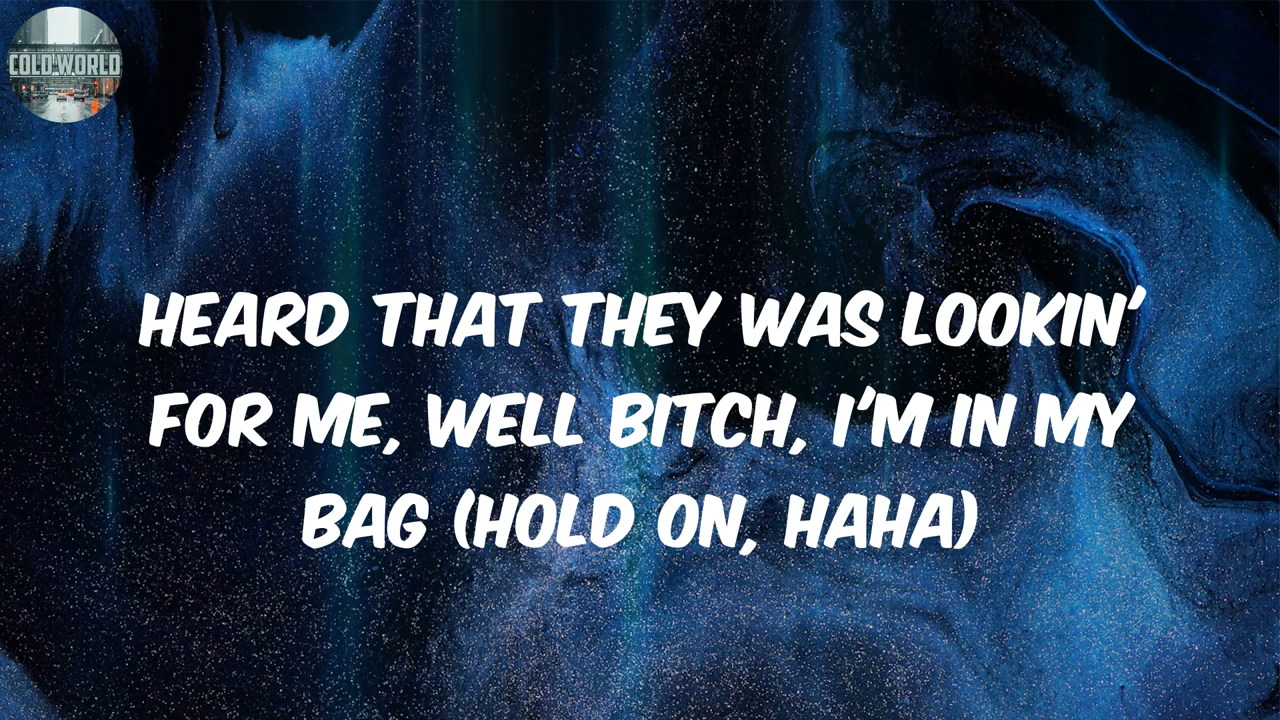 COLD WORLD
HEARD THAT THEY WAS LOOKIN'
FOR ME, WELL BITCH, I'M IN MY
BAG (HOLD ON, HAHA)